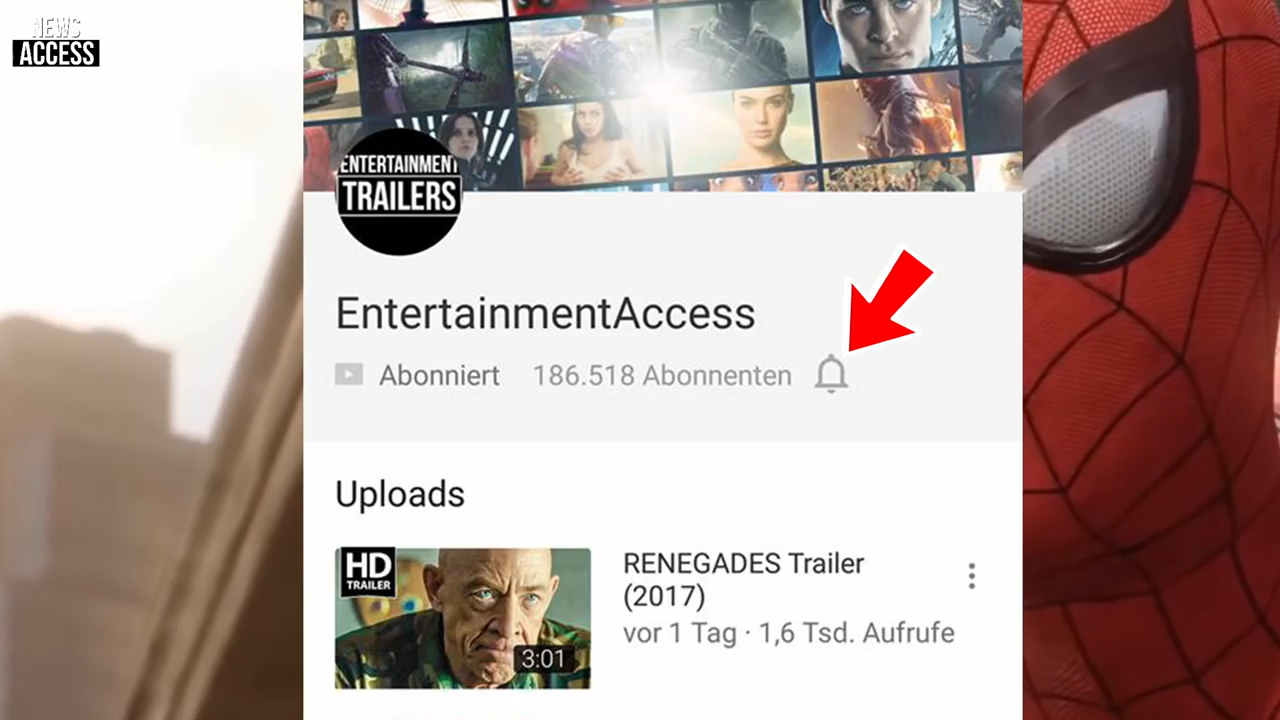 NEWS
ACCESS
ENTERTAINMENT
TRAILERS
EntertainmentAccess
Abonniert 186.518 Abonnenten
Uploads
HD
TRAILER
3:01
RENEGADES Trailer
(2017)
vor 1 Tag · 1,6 Tsd. Aufrufe